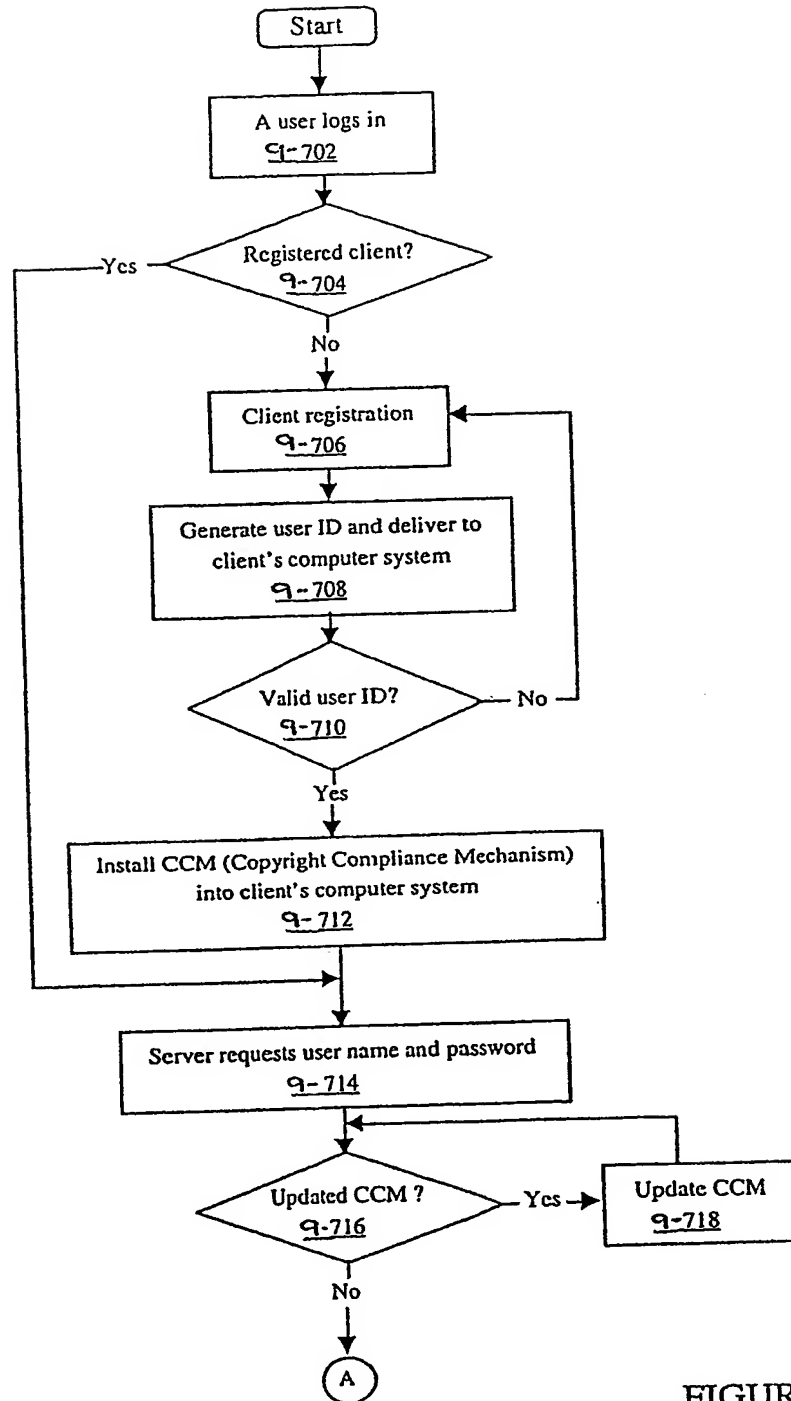 Start
A user logs in
9-702
Registered client?
9-704
Yes
No
Client registration
9-706
Generate user ID and deliver to
client's computer system
9-708
Valid user ID?
9-710
No
Yes
Install CCM (Copyright Compliance Mechanism)
into client's computer system
9-712
Server requests user name and password
9-714
Updated CCM ?
9-716
Yes
Update CCM
9-718
No
A